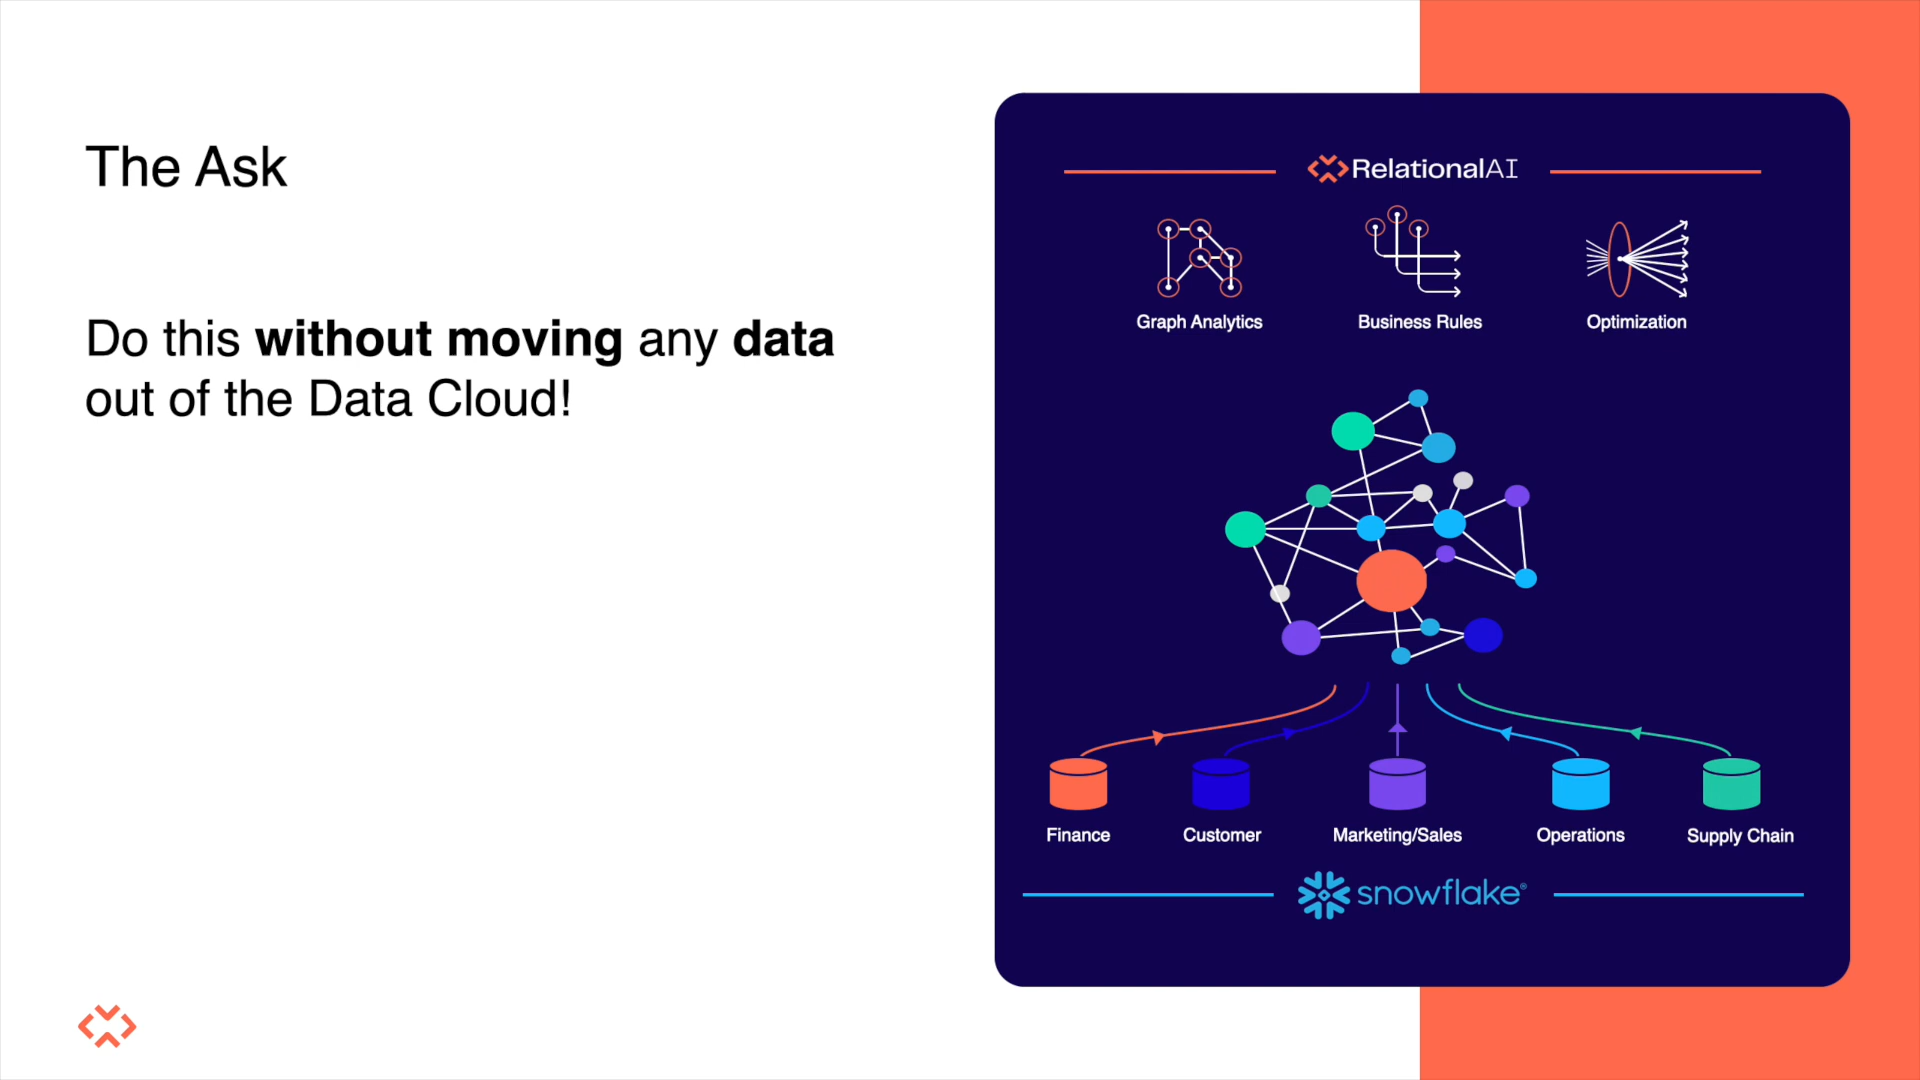 The Ask
Do this without moving any data
out of the Data Cloud!
RelationalAI
Graph Analytics
Business Rules
Optimization
Finance
Customer
Marketing/Sales
Operations
Supply Chain
snowflake®